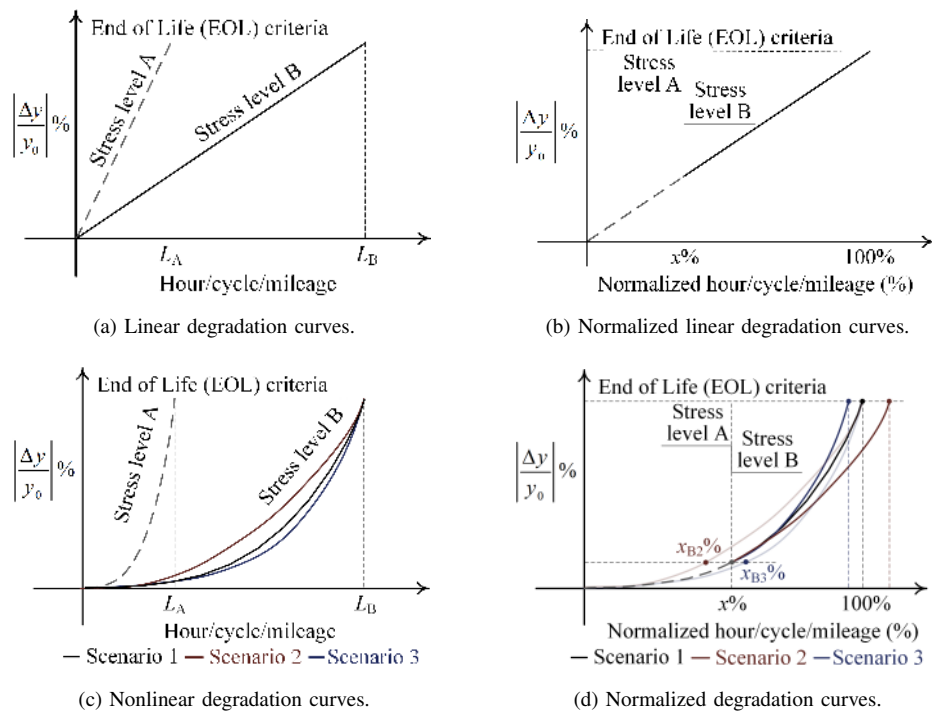 End of Life (EOL) criteria
Stress level A
Stress level B
|Δy/y₀|%
L_A
L_B
Hour/cycle/mileage
(a) Linear degradation curves.
End of Life (EOL) criteria
Stress
level A
Stress
level B
|Δy/y₀|%
x%
100%
Normalized hour/cycle/mileage (%)
(b) Normalized linear degradation curves.
End of Life (EOL) criteria
Stress level A
Stress level B
|Δy/y₀|%
L_A
L_B
Hour/cycle/mileage
Scenario 1 Scenario 2 Scenario 3
(c) Nonlinear degradation curves.
End of Life (EOL) criteria
Stress
level A
Stress
level B
|Δy/y₀|%
x_B2%
x_B3%
x%
100%
Normalized hour/cycle/mileage (%)
Scenario 1 Scenario 2 Scenario 3
(d) Normalized degradation curves.